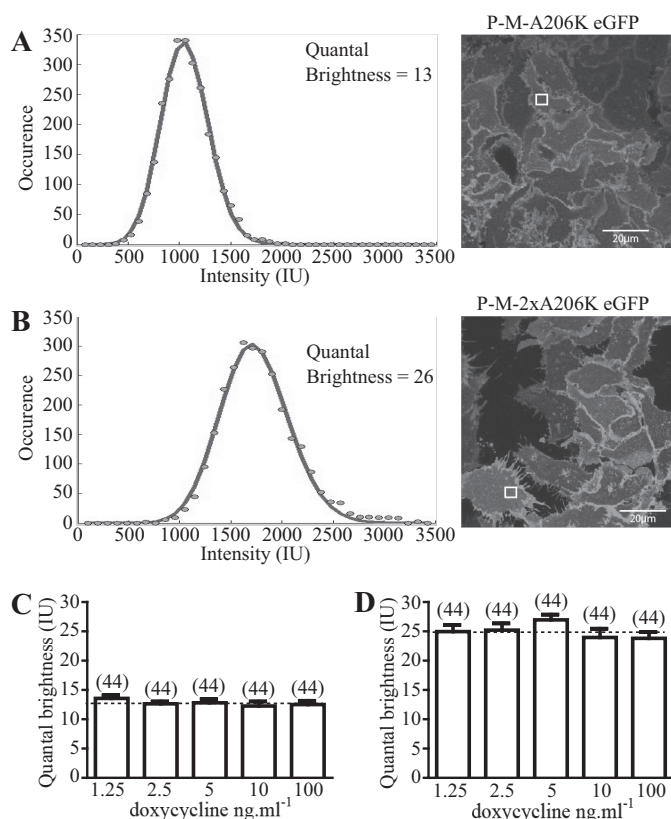 A
P-M-A206K eGFP
Quantal
Brightness = 13
Occurence
350
300
250
200
150
100
50
0
0 500 1000 1500 2000 2500 3000 3500
Intensity (IU)
20µm
B
P-M-2xA206K eGFP
Quantal
Brightness = 26
Occurence
350
300
250
200
150
100
50
0
0 500 1000 1500 2000 2500 3000 3500
Intensity (IU)
20µm
C
Quantal brightness (IU)
30
25
20
15
10
5
0
(44) (44) (44) (44) (44)
1.25 2.5 5 10 100
doxycycline ng.ml⁻¹
D
Quantal brightness (IU)
30
25
20
15
10
5
0
(44) (44) (44) (44) (44)
1.25 2.5 5 10 100
doxycycline ng.ml⁻¹